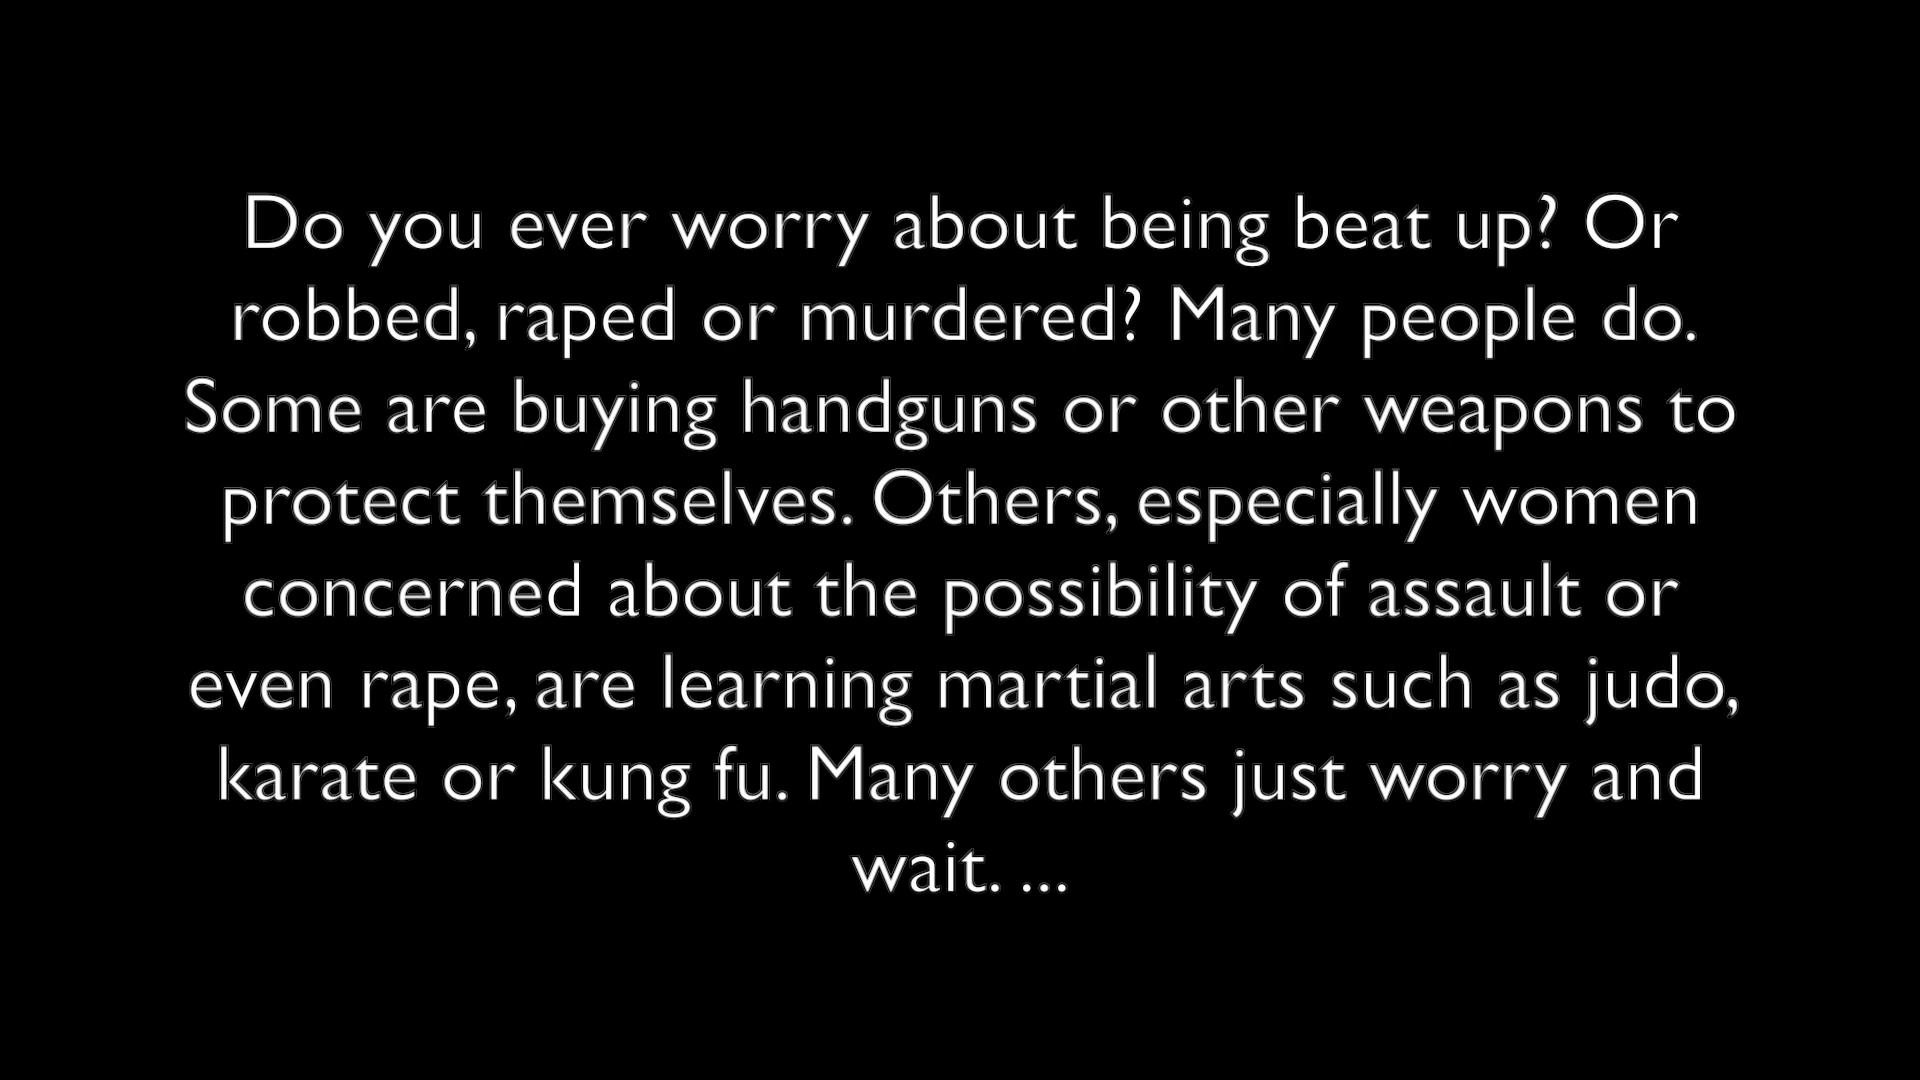 Do you ever worry about being beat up? Or
robbed, raped or murdered? Many people do.
Some are buying handguns or other weapons to
protect themselves. Others, especially women
concerned about the possibility of assault or
even rape, are learning martial arts such as judo,
karate or kung fu. Many others just worry and
wait. ...